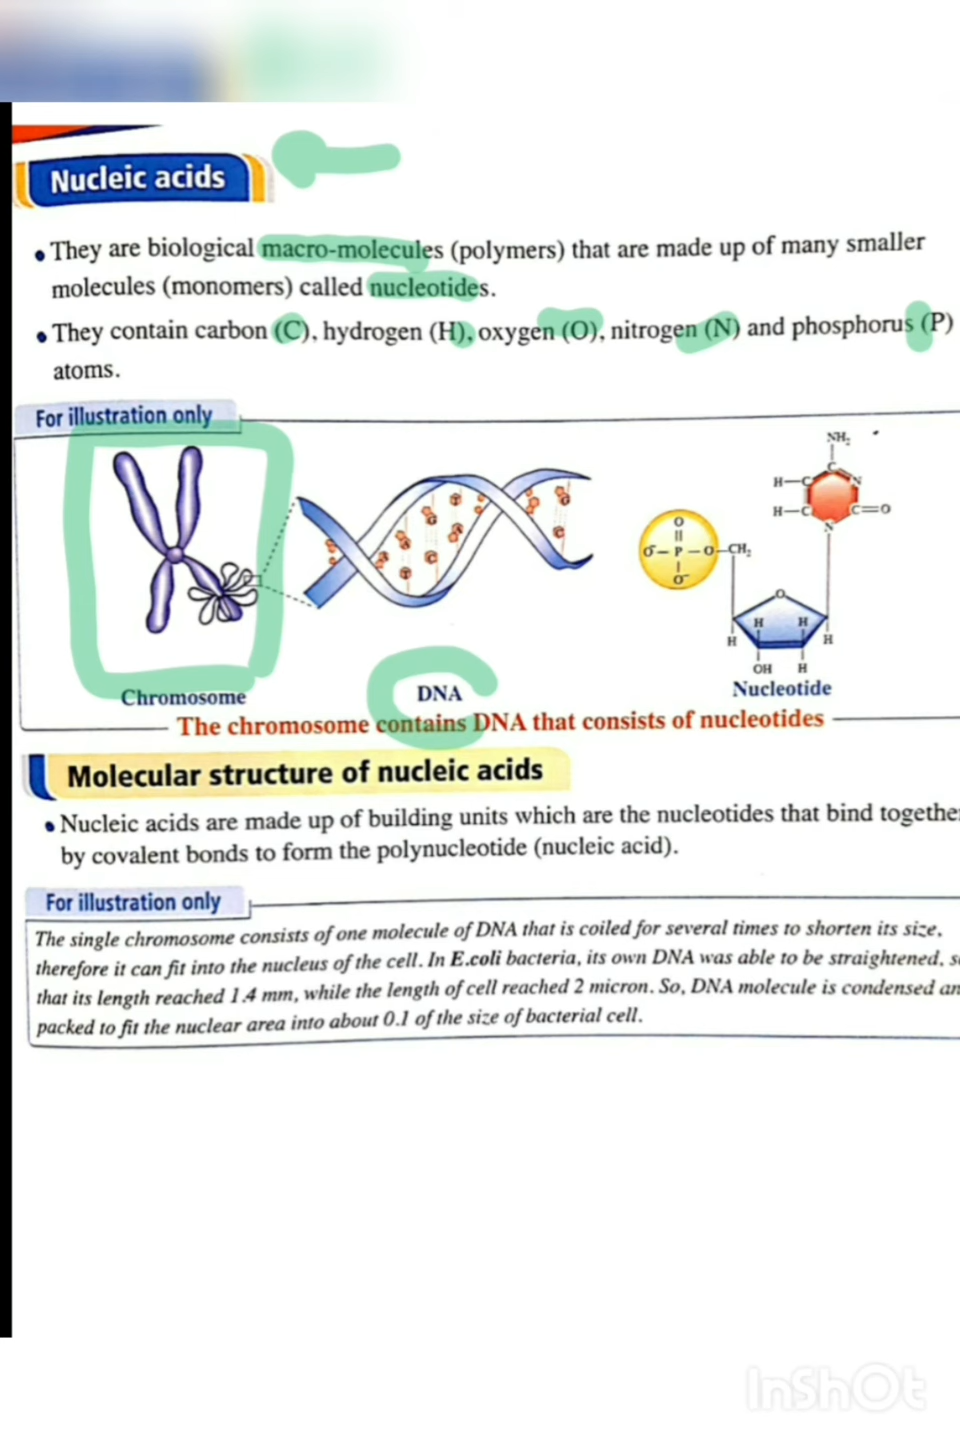 Nucleic acids
• They are biological macro-molecules (polymers) that are made up of many smaller
molecules (monomers) called nucleotides.
• They contain carbon (C), hydrogen (H), oxygen (O), nitrogen (N) and phosphorus (P)
atoms.
For illustration only
NH₂
C
H—C N
H—C C=O
N
O
O⁻—P—O—CH₂
O⁻
O
H H
H H
OH H
Chromosome DNA Nucleotide
The chromosome contains DNA that consists of nucleotides
Molecular structure of nucleic acids
• Nucleic acids are made up of building units which are the nucleotides that bind togethe
by covalent bonds to form the polynucleotide (nucleic acid).
For illustration only
The single chromosome consists of one molecule of DNA that is coiled for several times to shorten its size,
therefore it can fit into the nucleus of the cell. In E.coli bacteria, its own DNA was able to be straightened, s
that its length reached 1.4 mm, while the length of cell reached 2 micron. So, DNA molecule is condensed an
packed to fit the nuclear area into about 0.1 of the size of bacterial cell.
InShOt